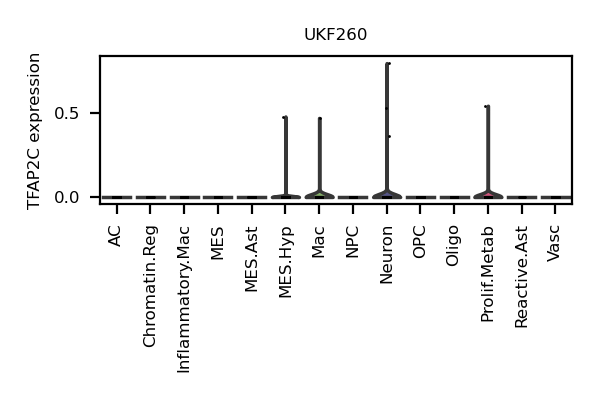 UKF260
TFAP2C expression
0.5
0.0
AC
Chromatin.Reg
Inflammatory.Mac
MES
MES.Ast
MES.Hyp
Mac
NPC
Neuron
OPC
Oligo
Prolif.Metab
Reactive.Ast
Vasc